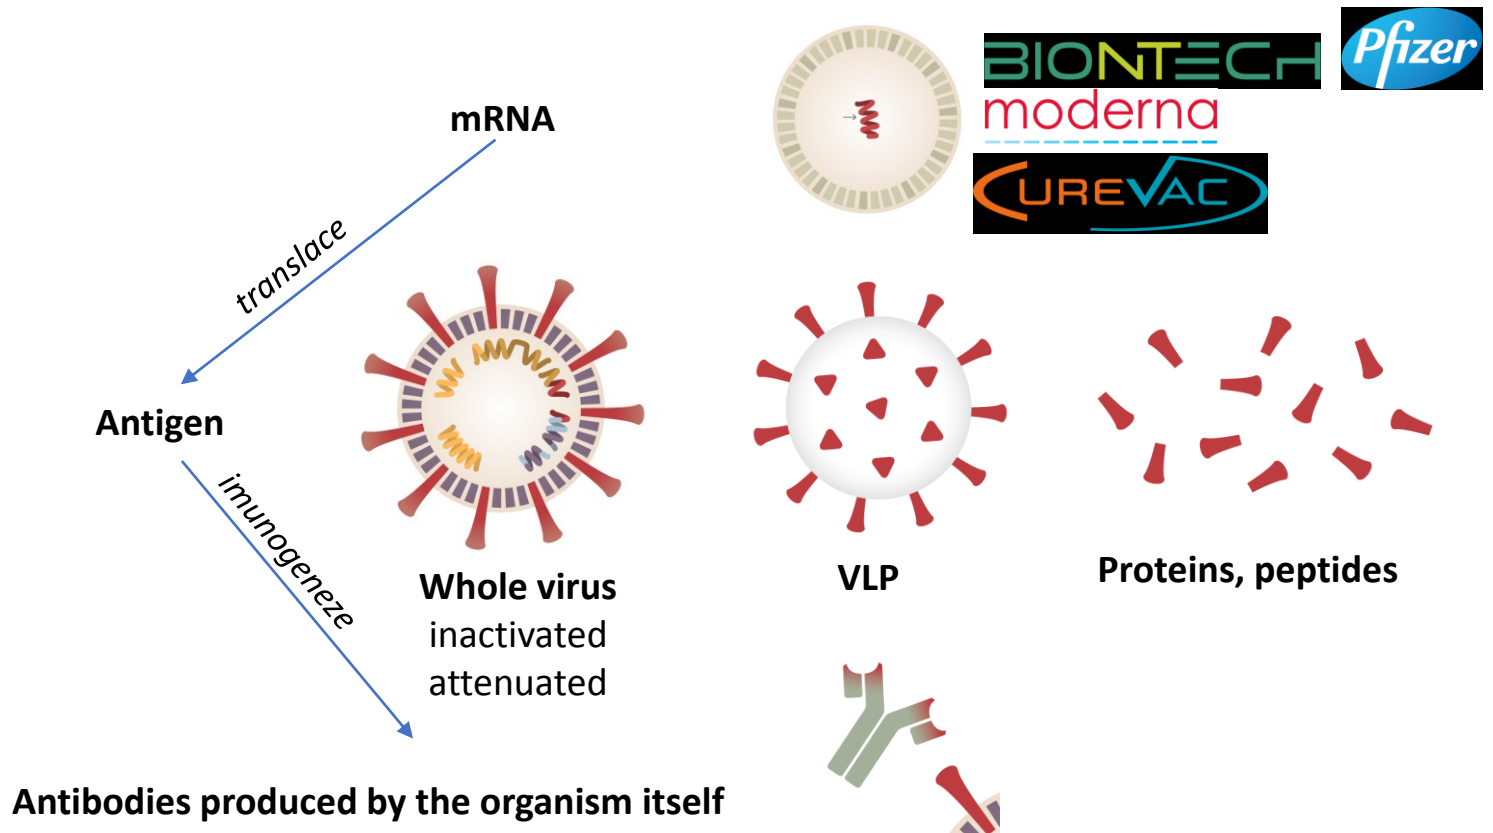 BIONTECH
Pfizer
mRNA
moderna
CUREVAC
translace
Antigen
imunogeneze
Whole virus
inactivated
attenuated
VLP
Proteins, peptides
Antibodies produced by the organism itself